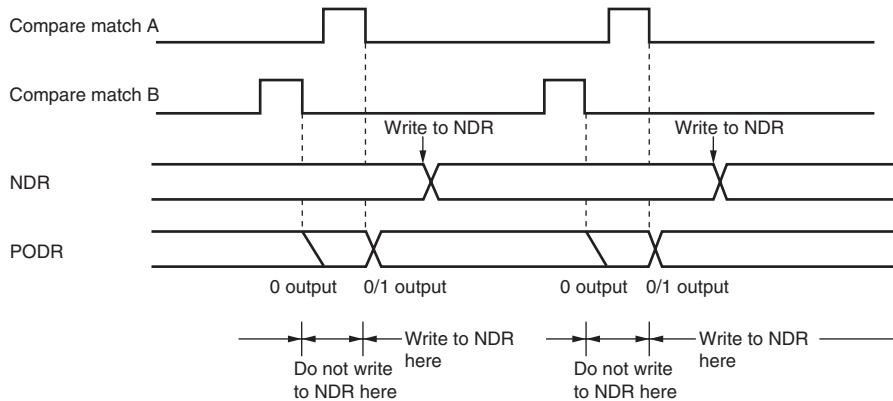 Compare match A
Compare match B
Write to NDR
Write to NDR
NDR
PODR
0 output
0/1 output
0 output
0/1 output
Write to NDR
here
Write to NDR
here
Do not write
to NDR here
Do not write
to NDR here